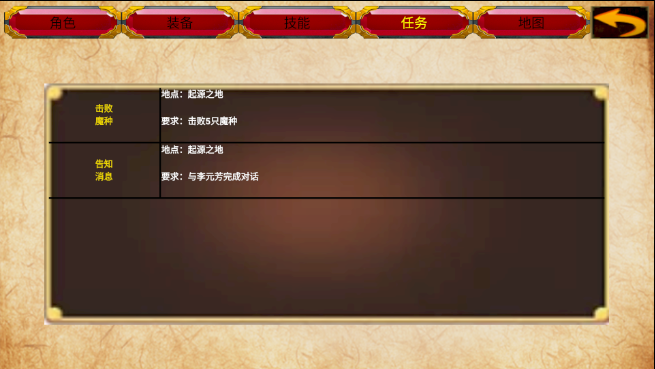 角色 装备 技能 任务 地图
击败
魔种
地点：起源之地
要求：击败5只魔种
告知
消息
地点：起源之地
要求：与李元芳完成对话